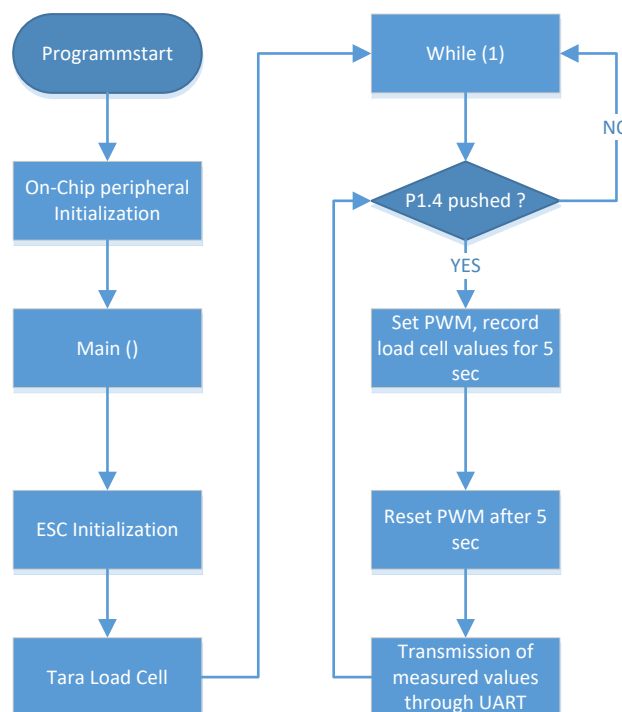 Programmstart
On-Chip peripheral
Initialization
Main ()
ESC Initialization
Tara Load Cell
While (1)
NO
P1.4 pushed ?
YES
Set PWM, record
load cell values for 5
sec
Reset PWM after 5
sec
Transmission of
measured values
through UART